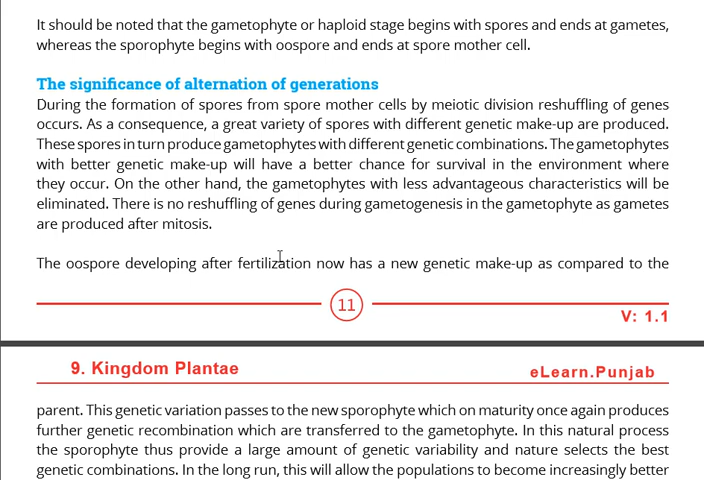 It should be noted that the gametophyte or haploid stage begins with spores and ends at gametes,
whereas the sporophyte begins with oospore and ends at spore mother cell.
The significance of alternation of generations
During the formation of spores from spore mother cells by meiotic division reshuffling of genes
occurs. As a consequence, a great variety of spores with different genetic make-up are produced.
These spores in turn produce gametophytes with different genetic combinations. The gametophytes
with better genetic make-up will have a better chance for survival in the environment where
they occur. On the other hand, the gametophytes with less advantageous characteristics will be
eliminated. There is no reshuffling of genes during gametogenesis in the gametophyte as gametes
are produced after mitosis.
The oospore developing after fertilization now has a new genetic make-up as compared to the
11
V: 1.1
9. Kingdom Plantae
eLearn.Punjab
parent. This genetic variation passes to the new sporophyte which on maturity once again produces
further genetic recombination which are transferred to the gametophyte. In this natural process
the sporophyte thus provide a large amount of genetic variability and nature selects the best
genetic combinations. In the long run, this will allow the populations to become increasingly better